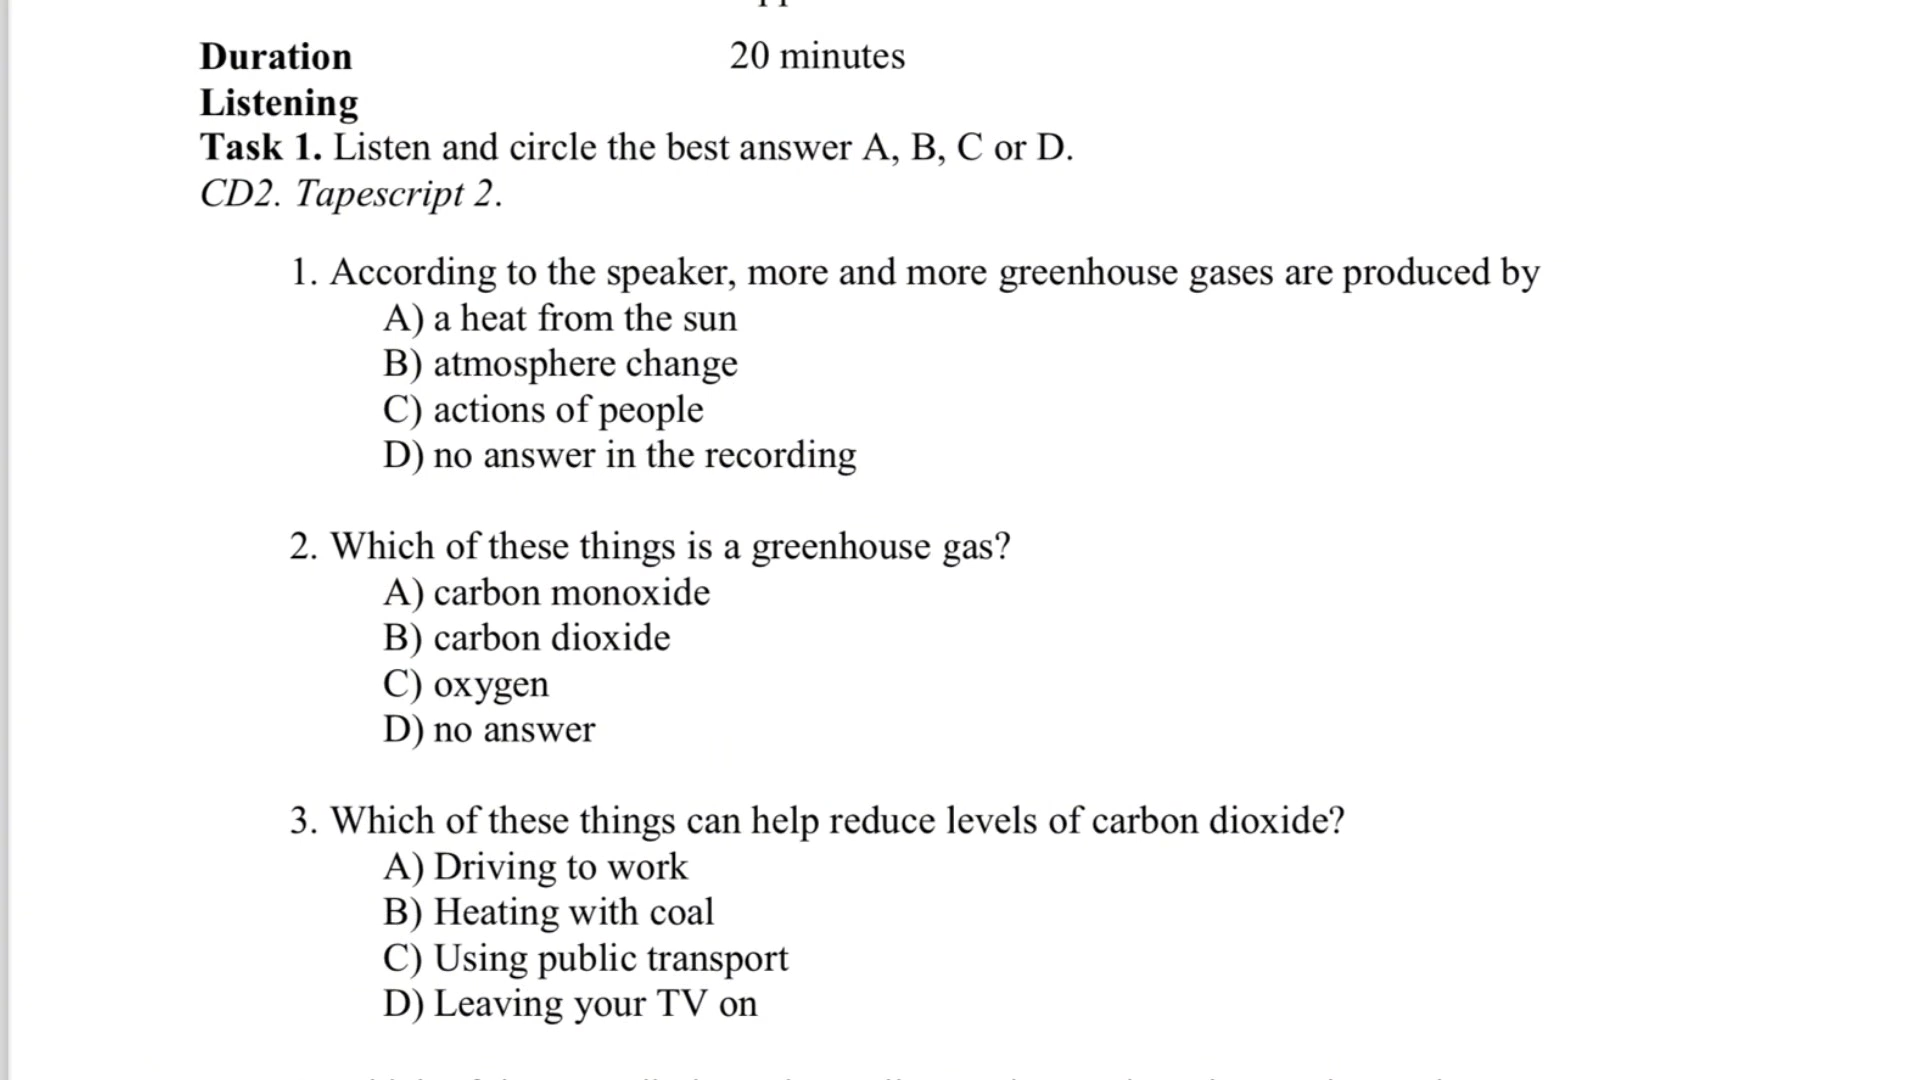 Duration 20 minutes
Listening
Task 1. Listen and circle the best answer A, B, C or D.
CD2. Tapescript 2.
1. According to the speaker, more and more greenhouse gases are produced by
A) a heat from the sun
B) atmosphere change
C) actions of people
D) no answer in the recording
2. Which of these things is a greenhouse gas?
A) carbon monoxide
B) carbon dioxide
C) oxygen
D) no answer
3. Which of these things can help reduce levels of carbon dioxide?
A) Driving to work
B) Heating with coal
C) Using public transport
D) Leaving your TV on